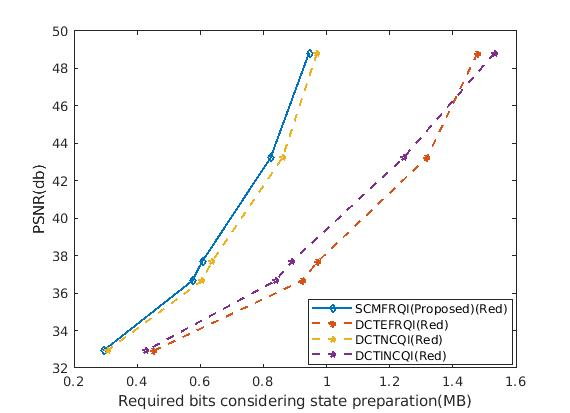 50
48
46
44
42
40
38
36
34
32
PSNR(db)
0.2 0.4 0.6 0.8 1 1.2 1.4 1.6
Required bits considering state preparation(MB)
SCMFRQI(Proposed)(Red)
DCTEFRQI(Red)
DCTNCQI(Red)
DCTINCQI(Red)